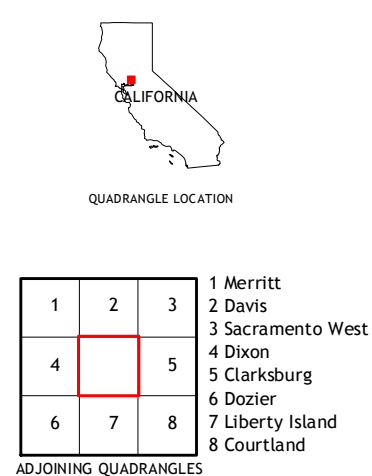 CALIFORNIA
QUADRANGLE LOCATION
1 2 3
4 5
6 7 8
1 Merritt
2 Davis
3 Sacramento West
4 Dixon
5 Clarksburg
6 Dozier
7 Liberty Island
8 Courtland
ADJOINING QUADRANGLES